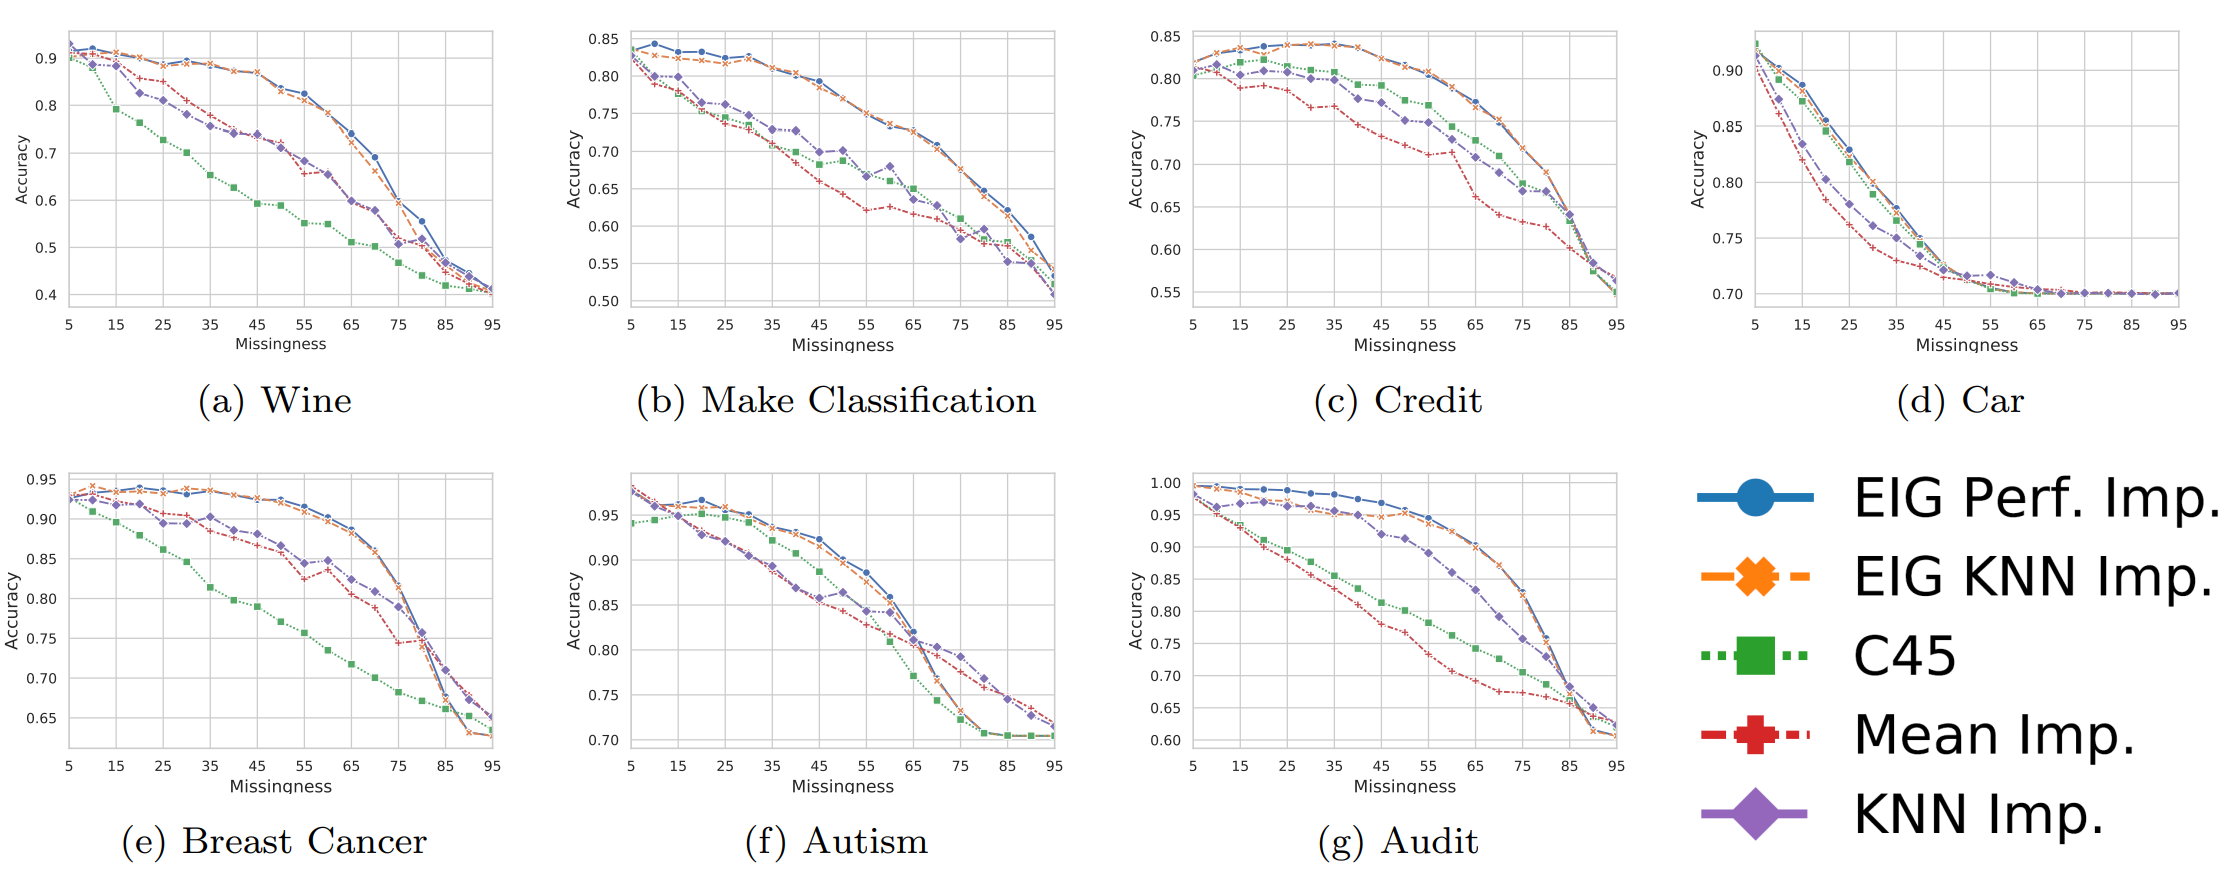 0.9
0.8
0.7
0.6
0.5
0.4
Accuracy
5 15 25 35 45 55 65 75 85 95
Missingness
(a) Wine
0.85
0.80
0.75
0.70
0.65
0.60
0.55
0.50
Accuracy
5 15 25 35 45 55 65 75 85 95
Missingness
(b) Make Classification
0.85
0.80
0.75
0.70
0.65
0.60
0.55
Accuracy
5 15 25 35 45 55 65 75 85 95
Missingness
(c) Credit
0.90
0.85
0.80
0.75
0.70
Accuracy
5 15 25 35 45 55 65 75 85 95
Missingness
(d) Car
0.95
0.90
0.85
0.80
0.75
0.70
0.65
Accuracy
5 15 25 35 45 55 65 75 85 95
Missingness
(e) Breast Cancer
0.95
0.90
0.85
0.80
0.75
0.70
Accuracy
5 15 25 35 45 55 65 75 85 95
Missingness
(f) Autism
1.00
0.95
0.90
0.85
0.80
0.75
0.70
0.65
0.60
Accuracy
5 15 25 35 45 55 65 75 85 95
Missingness
(g) Audit
EIG Perf. Imp.
EIG KNN Imp.
C45
Mean Imp.
KNN Imp.